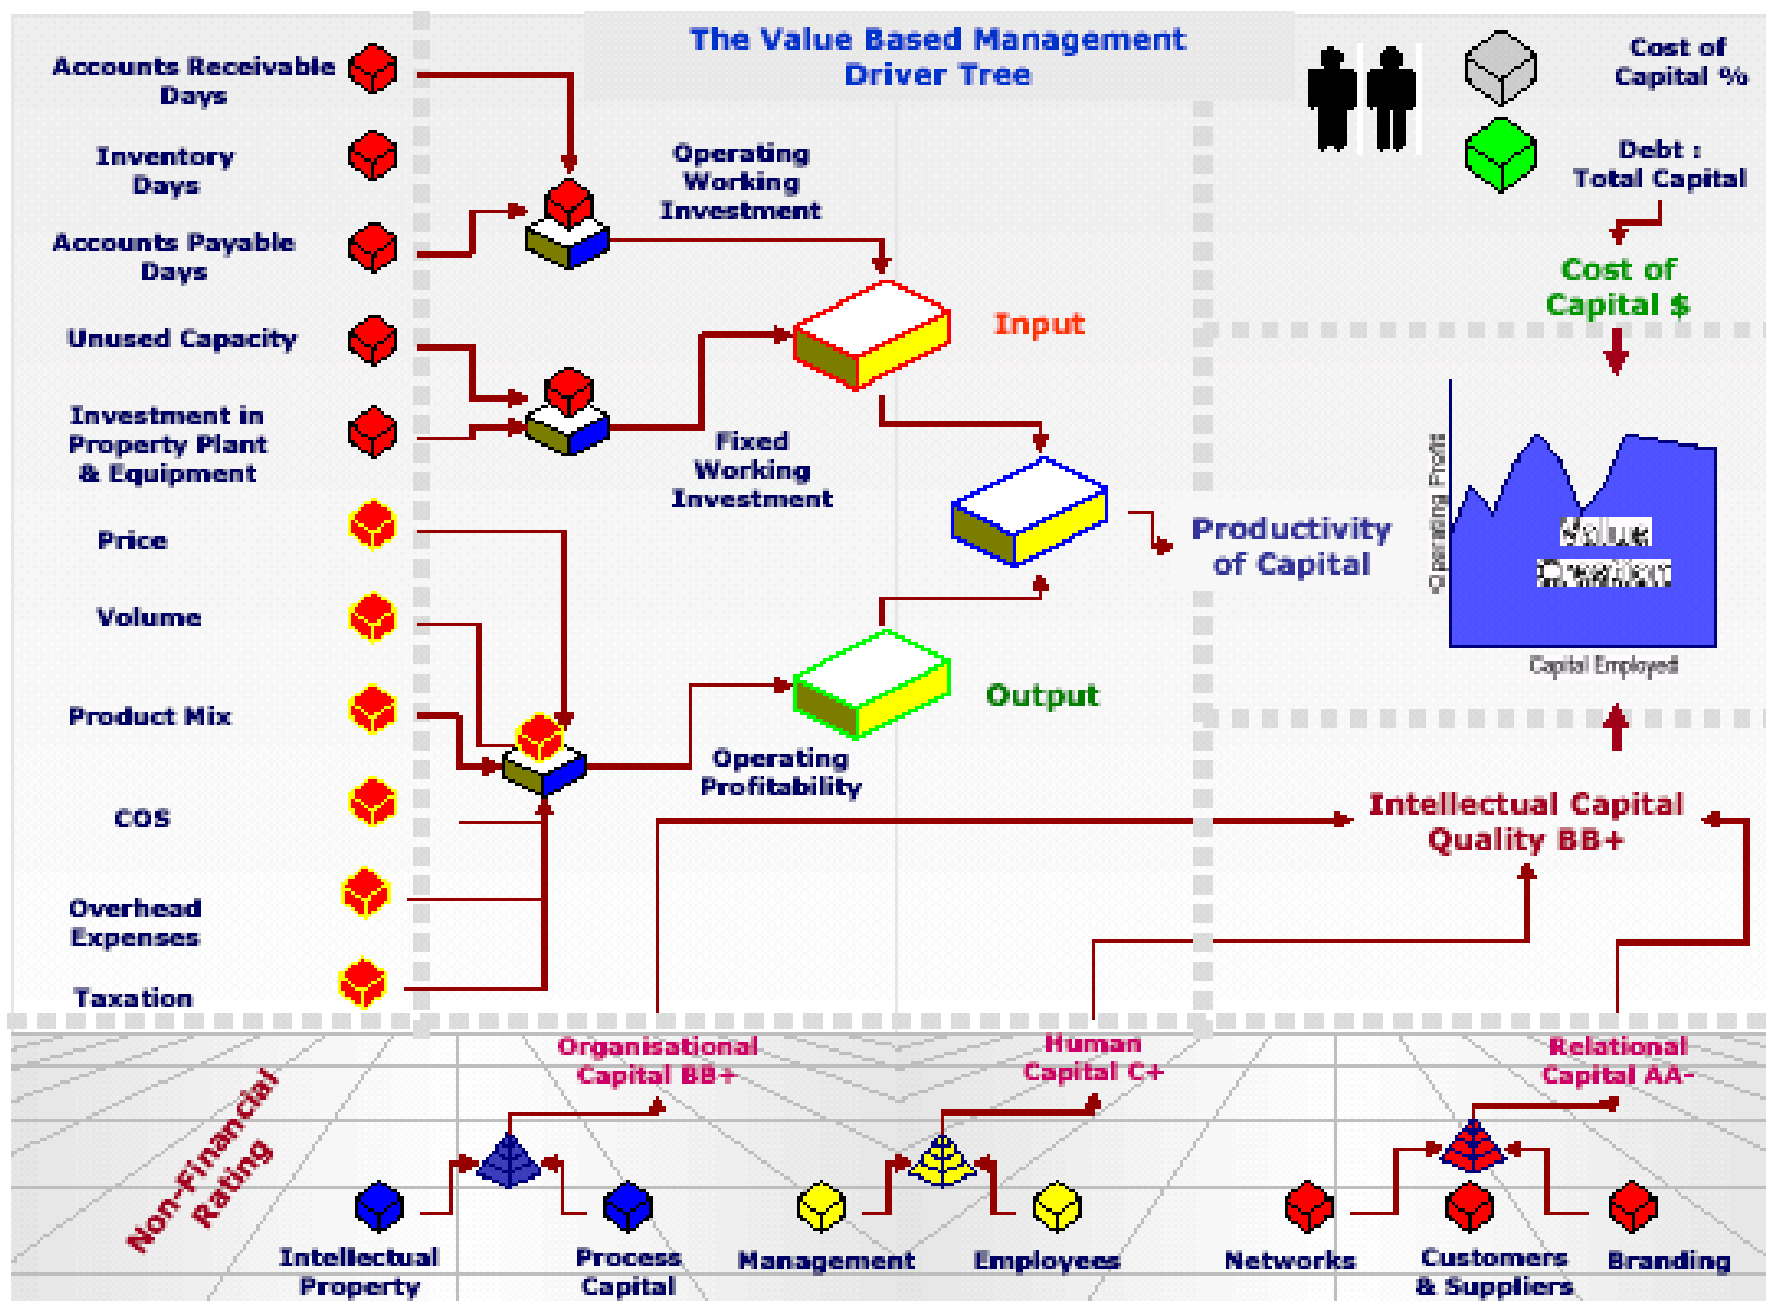 The Value Based Management
Driver Tree
Accounts Receivable
Days
Inventory
Days
Accounts Payable
Days
Unused Capacity
Investment in
Property Plant
& Equipment
Price
Volume
Product Mix
COS
Overhead
Expenses
Taxation
Operating
Working
Investment
Fixed
Working
Investment
Operating
Profitability
Input
Output
Productivity
of Capital
Cost of
Capital %
Debt :
Total Capital
Cost of
Capital $
Operating Profit
Value
Creation
Capital Employed
Intellectual Capital
Quality BB+
Non-Financial
Rating
Organisational
Capital BB+
Human
Capital C+
Relational
Capital AA-
Intellectual
Property
Process
Capital
Management
Employees
Networks
Customers
& Suppliers
Branding